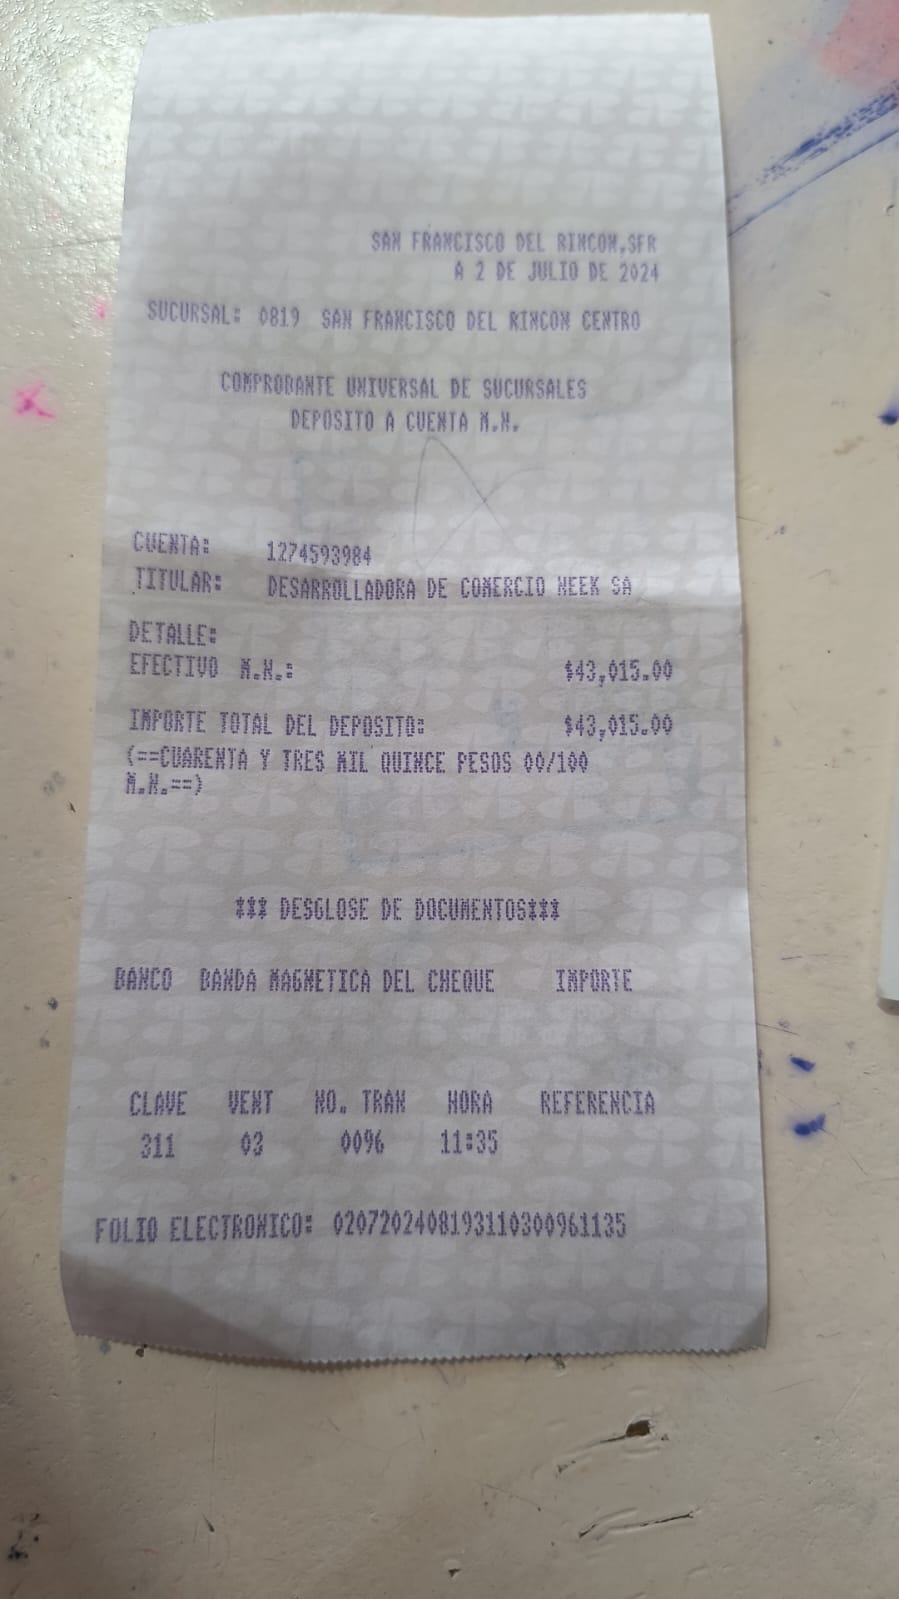 SAN FRANCISCO DEL RINCON,SFR
A 2 DE JULIO DE 2024
SUCURSAL: 0819 SAN FRANCISCO DEL RINCON CENTRO
COMPROBANTE UNIVERSAL DE SUCURSALES
DEPOSITO A CUENTA M.N.
CUENTA: 1274593984
TITULAR: DESARROLLADORA DE COMERCIO WEEK SA
DETALLE:
EFECTIVO M.N.: $43,015.00
IMPORTE TOTAL DEL DEPOSITO: $43,015.00
(==CUARENTA Y TRES MIL QUINCE PESOS 00/100
M.N.==)
*** DESGLOSE DE DOCUMENTOS***
BANCO BANDA MAGNETICA DEL CHEQUE IMPORTE
CLAVE VENT NO. TRAN HORA REFERENCIA
311 03 0096 11:35
FOLIO ELECTRONICO: 0207202408193110300961135